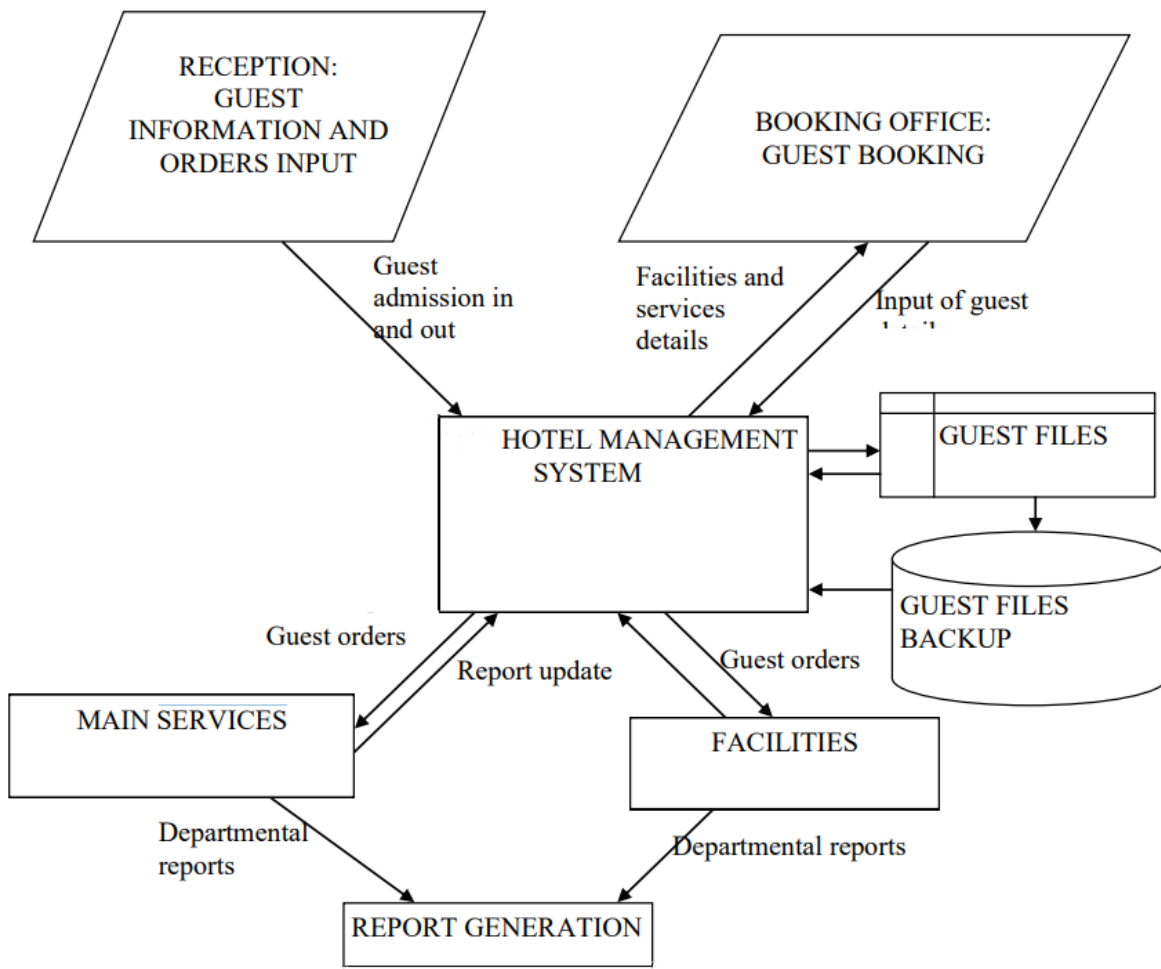 RECEPTION:
GUEST
INFORMATION AND
ORDERS INPUT
BOOKING OFFICE:
GUEST BOOKING
Guest
admission in
and out
Facilities and
services
details
Input of guest
HOTEL MANAGEMENT
SYSTEM
GUEST FILES
GUEST FILES
BACKUP
Guest orders
Report update
Guest orders
MAIN SERVICES
FACILITIES
Departmental
reports
Departmental reports
REPORT GENERATION